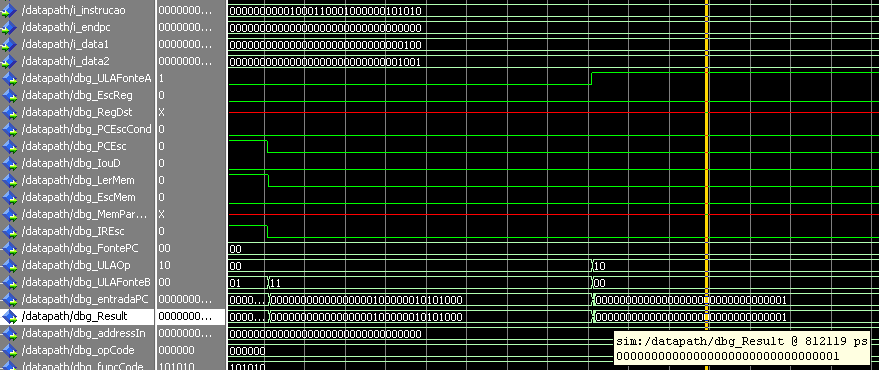 /datapath/i_instrucao 0000000... 00000000001000110001000000101010
/datapath/i_endpc 0000000... 00000000000000000000000000000000
/datapath/i_data1 0000000... 00000000000000000000000000000100
/datapath/i_data2 0000000... 00000000000000000000000000001001
/datapath/dbg_ULAFonteA 1
/datapath/dbg_EscReg 0
/datapath/dbg_RegDst X
/datapath/dbg_PCEscCond 0
/datapath/dbg_PCEsc 0
/datapath/dbg_IouD 0
/datapath/dbg_LerMem 0
/datapath/dbg_EscMem 0
/datapath/dbg_MemPar... X
/datapath/dbg_IREsc 0
/datapath/dbg_FontePC 00 00
/datapath/dbg_ULAOp 10 00 10
/datapath/dbg_ULAFonteB 00 01 11 00
/datapath/dbg_entradaPC 0000000... 0000... 00000000000000000100000010101000 00000000000000000000000000000001
/datapath/dbg_Result 0000000... 0000... 00000000000000000100000010101000 00000000000000000000000000000001
/datapath/dbg_addressIn 0000000... 00000000000000000000000000000000
/datapath/dbg_opCode 000000 000000
/datapath/dbg_funcCode 101010 101010
sim:/datapath/dbg_Result @ 812119 ps
00000000000000000000000000000001